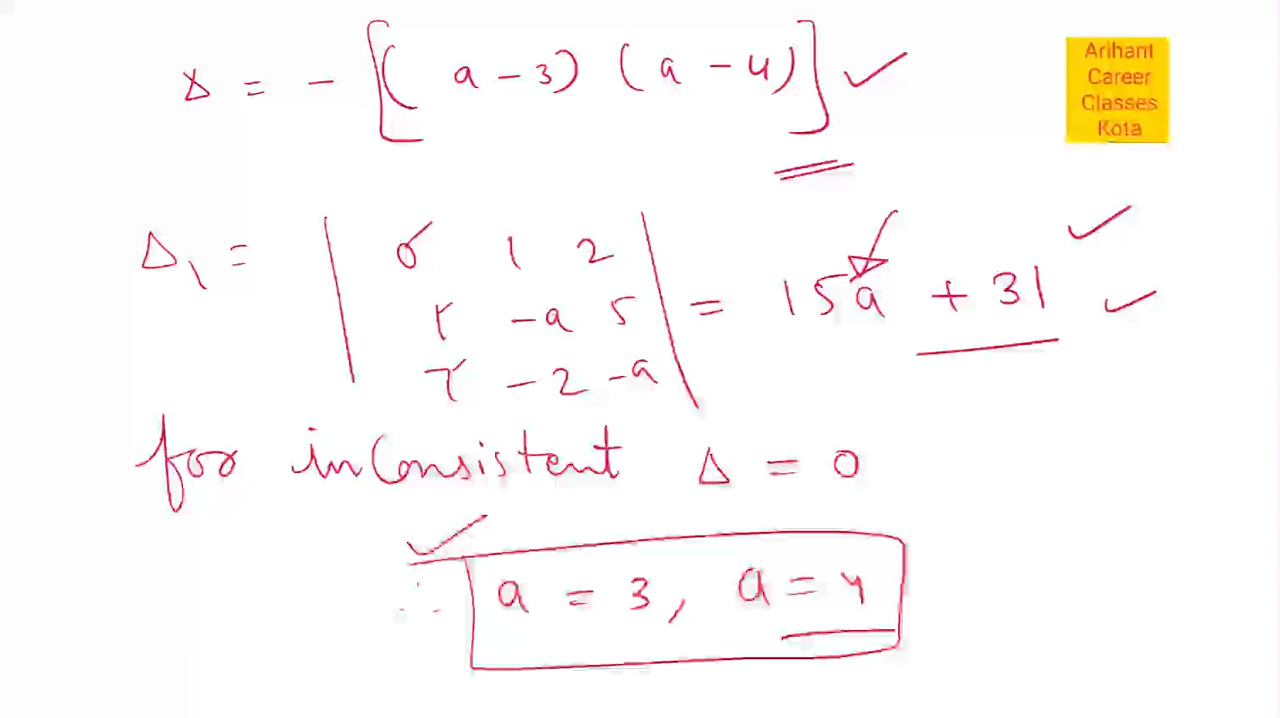 Δ = - [(a - 3) (a - 4)]
Arihant
Career
Classes
Kota
Δ₁ = | 0 1 2 | = 15a + 31
1 -a 5
7 -2 -a
for inconsistent Δ = 0
∴ a = 3, a = 4